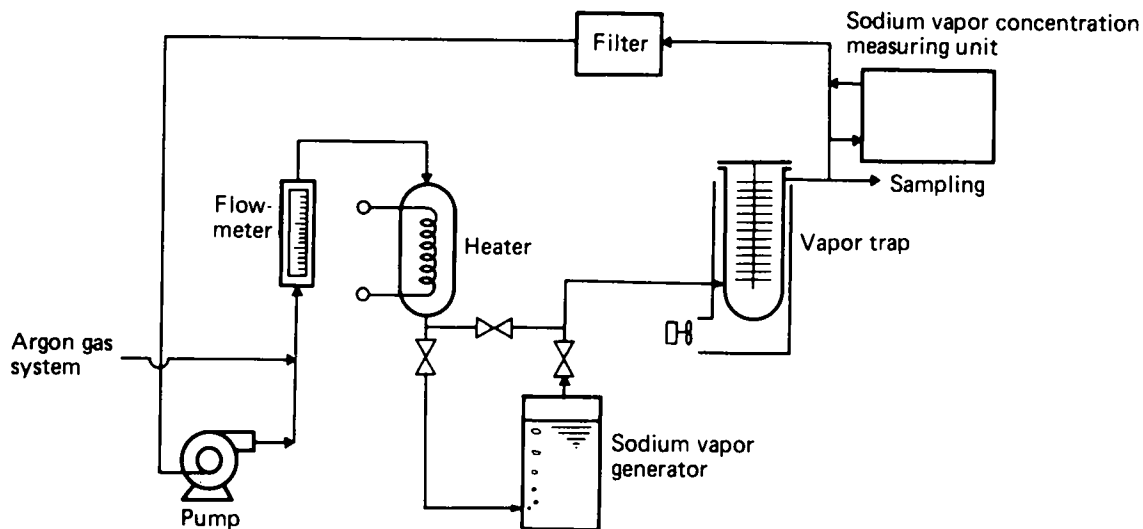 Sodium vapor concentration
measuring unit
Filter
Sampling
Flow-
meter
Heater
Vapor trap
Argon gas
system
Sodium vapor
generator
Pump